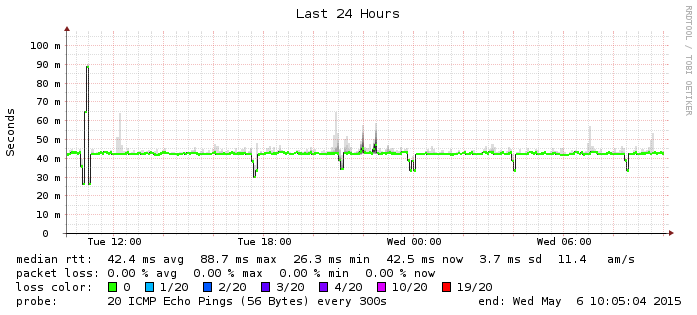 Last 24 Hours
RRDTOOL / TOBI OETIKER
Seconds
100 m
90 m
80 m
70 m
60 m
50 m
40 m
30 m
20 m
10 m
0
Tue 12:00 Tue 18:00 Wed 00:00 Wed 06:00
median rtt: 42.4 ms avg 88.7 ms max 26.3 ms min 42.5 ms now 3.7 ms sd 11.4 am/s
packet loss: 0.00 % avg 0.00 % max 0.00 % min 0.00 % now
loss color: 0 1/20 2/20 3/20 4/20 10/20 19/20
probe: 20 ICMP Echo Pings (56 Bytes) every 300s end: Wed May 6 10:05:04 2015